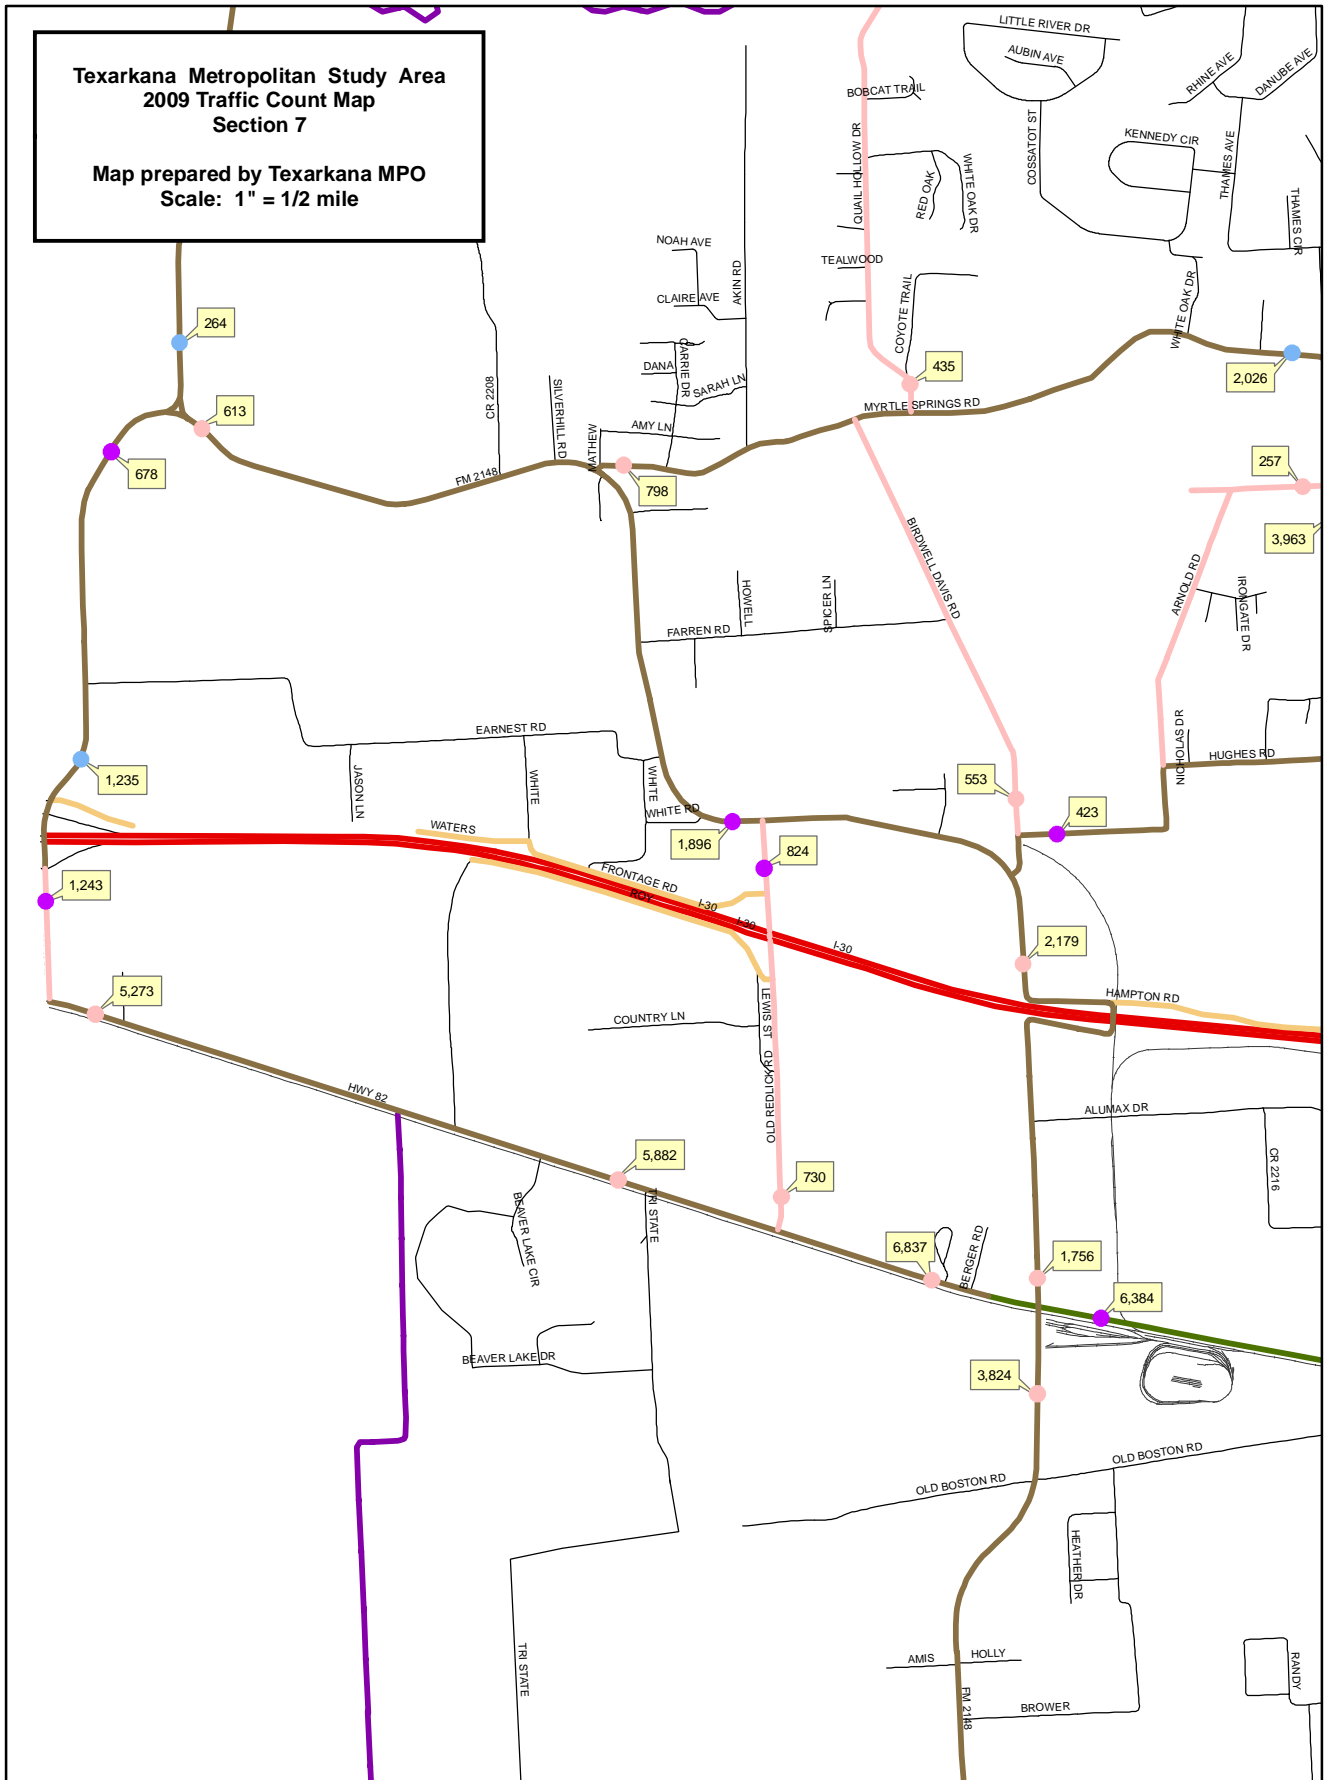 Texarkana Metropolitan Study Area
2009 Traffic Count Map
Section 7
Map prepared by Texarkana MPO
Scale: 1" = 1/2 mile
LITTLE RIVER DR
AUBIN AVE
RHINE AVE
DANUBE AVE
BOBCAT TRAIL
QUAIL HOLLOW DR
COSSATOT ST
KENNEDY CIR
THAMES AVE
RED OAK
WHITE OAK DR
THAMES CIR
NOAH AVE
AKIN RD
TEALWOOD
CLAIRE AVE
COYOTE TRAIL
WHITE OAK DR
264
435
2,026
DANA
CARRIE DR
SARAH LN
CR 2208
SILVERHILL RD
613
MYRTLE SPRINGS RD
AMY LN
MATHEW
678
FM 2148
798
257
3,963
BIRDWELL DAVIS RD
ARNOLD RD
IRONGATE DR
HOWELL
SPICER LN
FARREN RD
EARNEST RD
NICHOLAS DR
HUGHES RD
1,235
JASON LN
WHITE
WHITE
553
WHITE RD
423
WATERS
1,896
824
FRONTAGE RD
ROY
I-30
I-30
I-30
1,243
2,179
5,273
HAMPTON RD
COUNTRY LN
LEWIS ST
OLD REDLICK RD
HWY 82
ALUMAX DR
CR 2216
5,882
730
BEAVER LAKE CIR
TRI STATE
6,837
BERGER RD
1,756
6,384
BEAVER LAKE DR
3,824
OLD BOSTON RD
OLD BOSTON RD
HEATHER DR
TRI STATE
AMIS
HOLLY
RANDY
FM 2148
BROWER